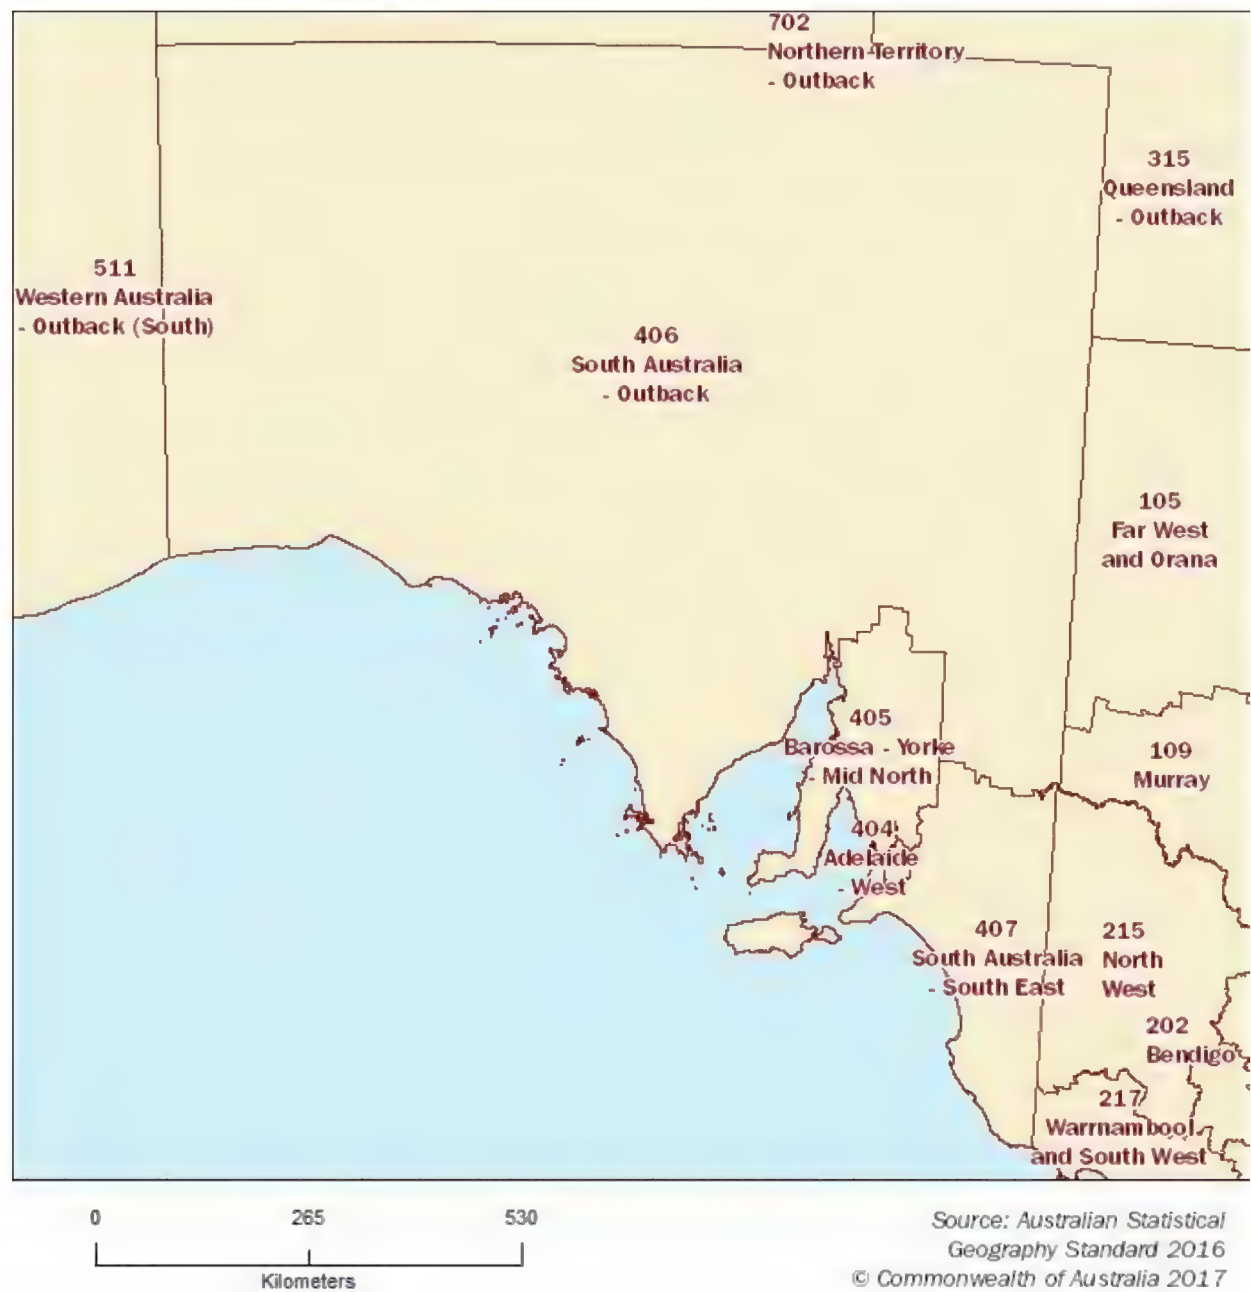 702
Northern Territory
- Outback
315
Queensland
- Outback
511
Western Australia
- Outback (South)
406
South Australia
- Outback
105
Far West
and Orana
405
Barossa - Yorke
- Mid North
109
Murray
404
Adelaide
- West
407
South Australia
- South East
215
North
West
202
Bendigo
217
Warrnambool
and South West
0 265 530
Kilometers
Source: Australian Statistical
Geography Standard 2016
© Commonwealth of Australia 2017